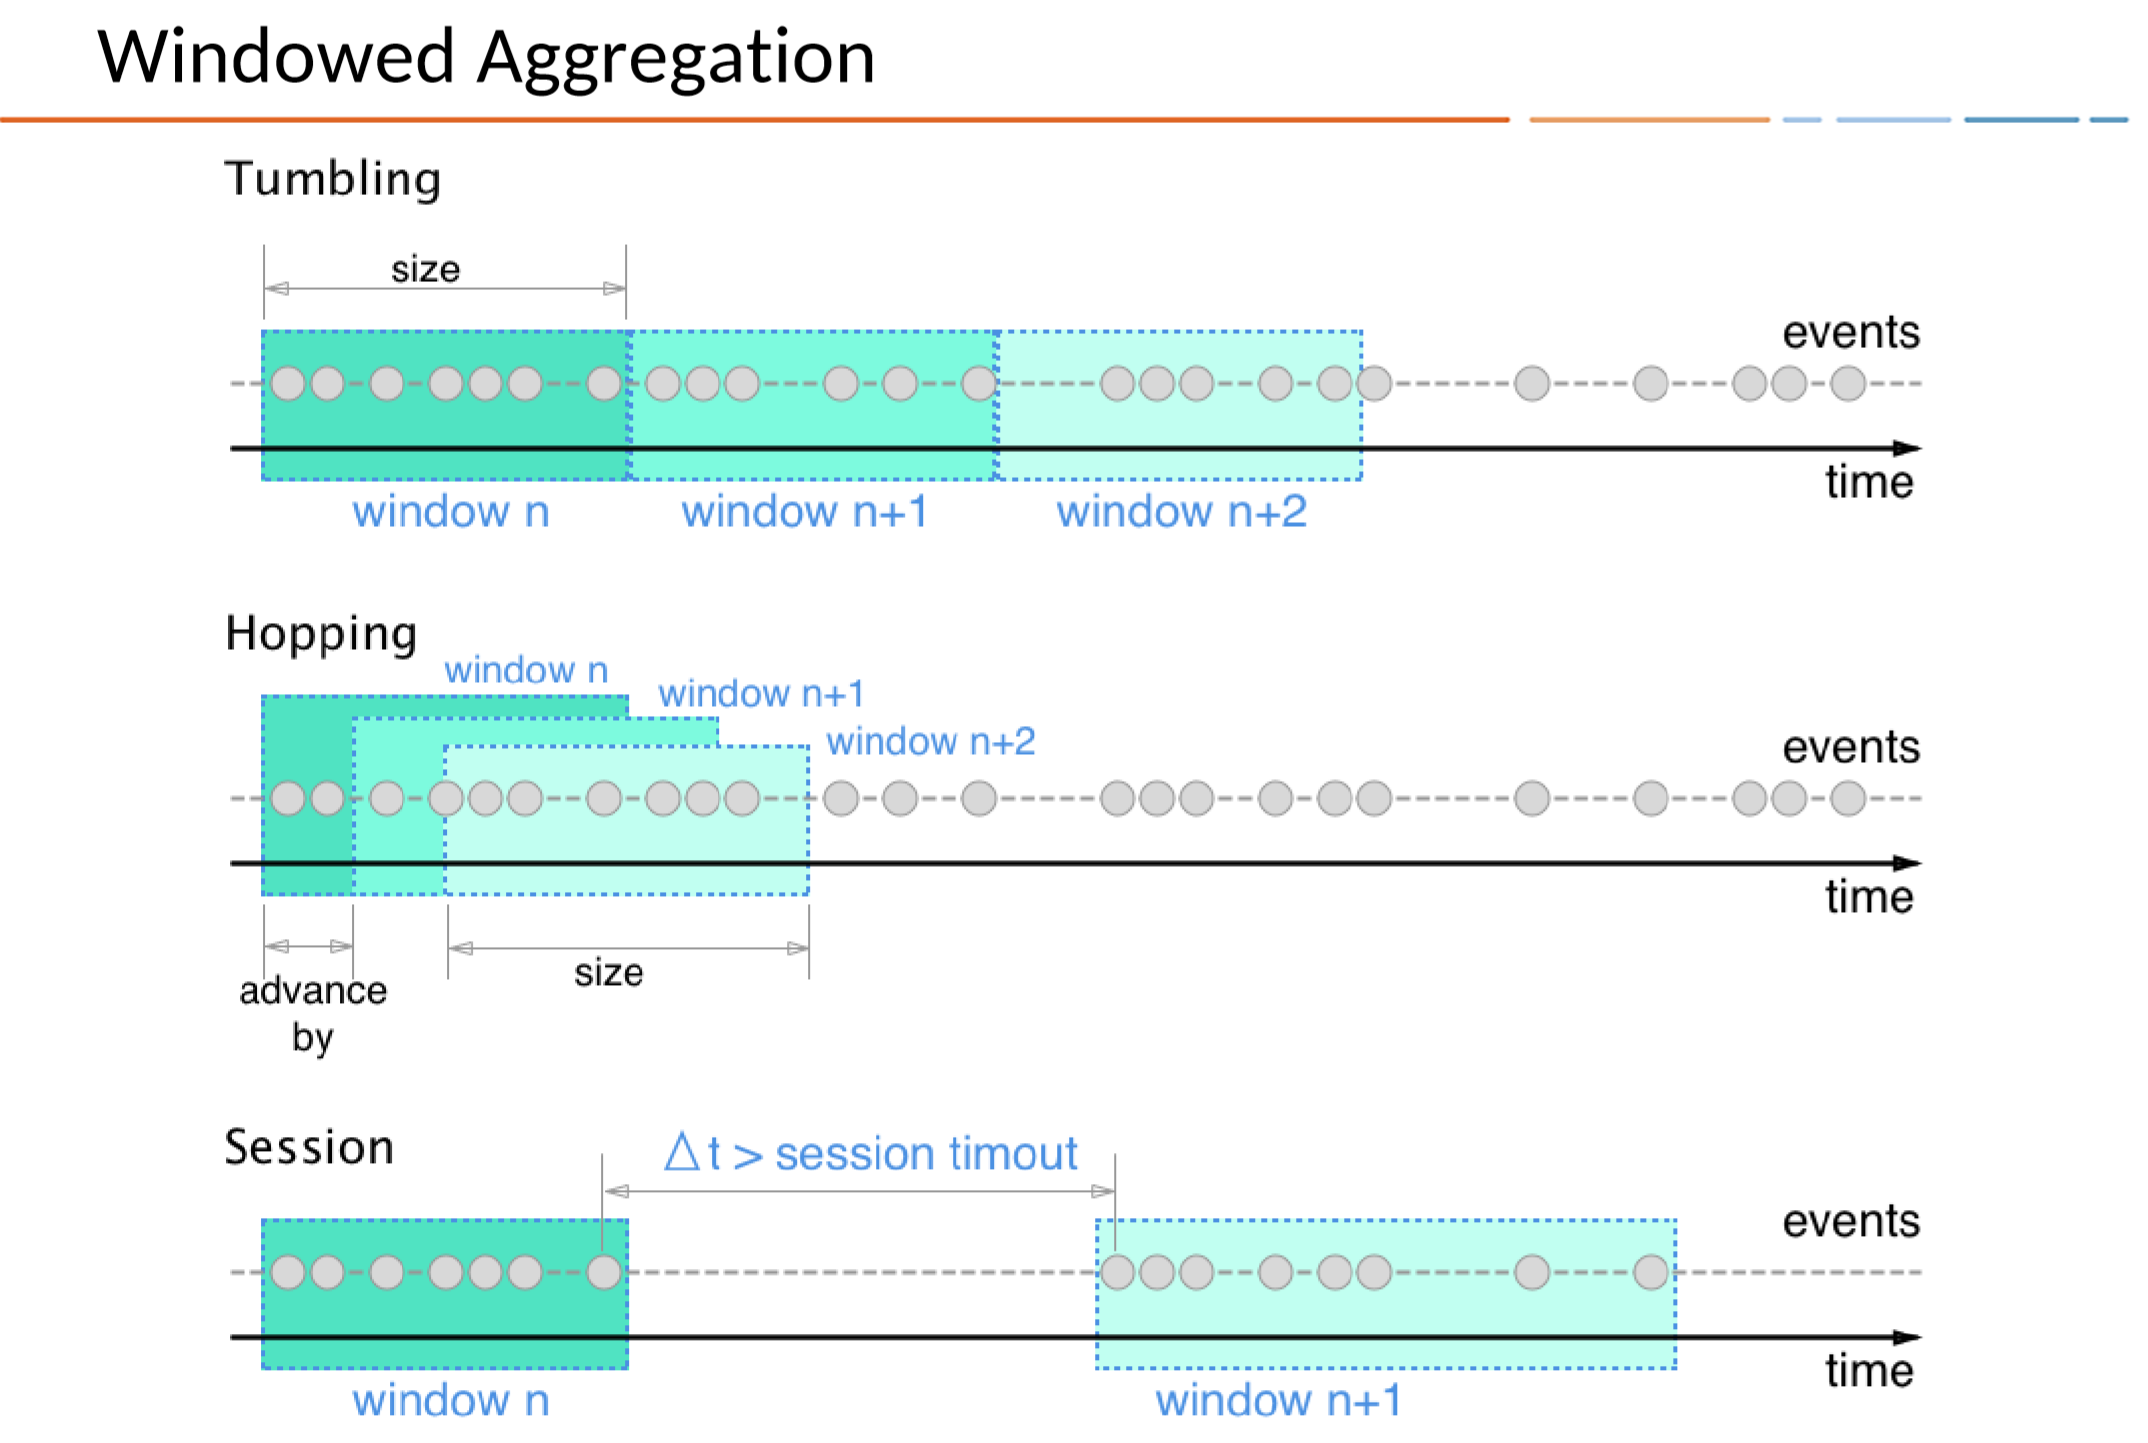 Windowed Aggregation
Tumbling
size
events
time
window n
window n+1
window n+2
Hopping
window n
window n+1
window n+2
events
time
advance
by
size
Session
△t > session timout
events
time
window n
window n+1